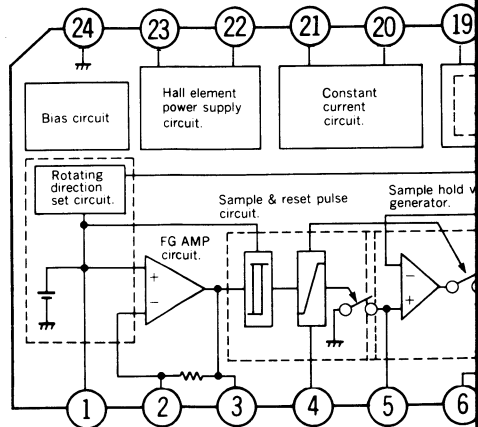 24 23 22 21 20 19
Hall element
power supply
circuit.
Constant
current
circuit.
Bias circuit
Rotating
direction
set circuit.
Sample & reset pulse
circuit.
Sample hold v
generator.
FG AMP
circuit.
+
−
−
+
1 2 3 4 5 6